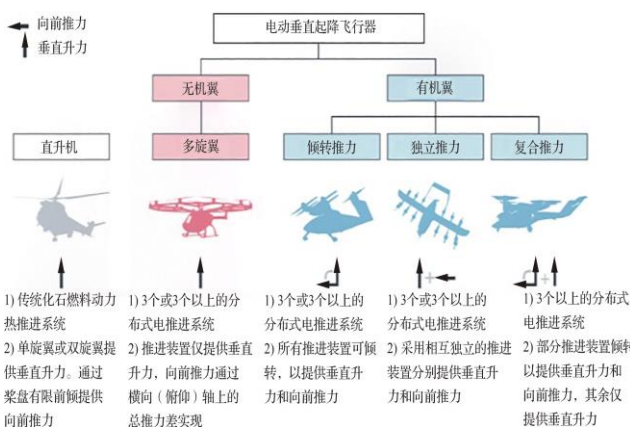 向前推力
垂直升力
电动垂直起降飞行器
无机翼
有机翼
直升机
多旋翼
倾转推力
独立推力
复合推力
1) 传统化石燃料动力
热推进系统
2) 单旋翼或双旋翼提
供垂直升力。通过
桨盘有限前倾提供
向前推力
1) 3个或3个以上的分
布式电推进系统
2) 推进装置仅提供垂直
升力，向前推力通过
横向（俯仰）轴上的
总推力差实现
1) 3个或3个以上的
分布式电推进系统
2) 所有推进装置可倾
转，以提供垂直升
力和向前推力
1) 3个或3个以上的
分布式电推进系统
2) 采用相互独立的推进
装置分别提供垂直升
力和向前推力
1) 3个以上的分布式
电推进系统
2) 部分推进装置倾转
以提供垂直升力和
向前推力，其余仅
提供垂直升力